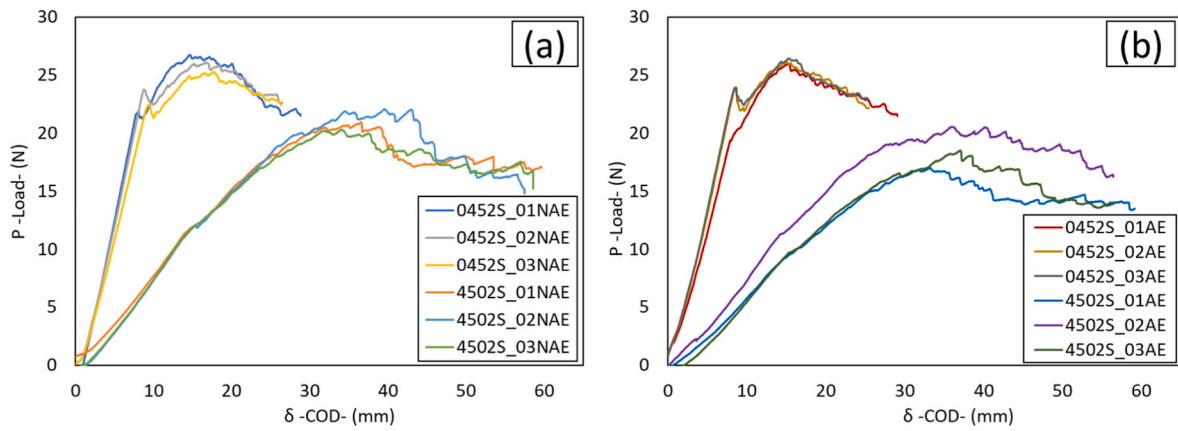 (a)
P -Load- (N)
30
25
20
15
10
5
0
0 10 20 30 40 50 60
δ -COD- (mm)
0452S_01NAE
0452S_02NAE
0452S_03NAE
4502S_01NAE
4502S_02NAE
4502S_03NAE
(b)
P -Load- (N)
30
25
20
15
10
5
0
0 10 20 30 40 50 60
δ -COD- (mm)
0452S_01AE
0452S_02AE
0452S_03AE
4502S_01AE
4502S_02AE
4502S_03AE